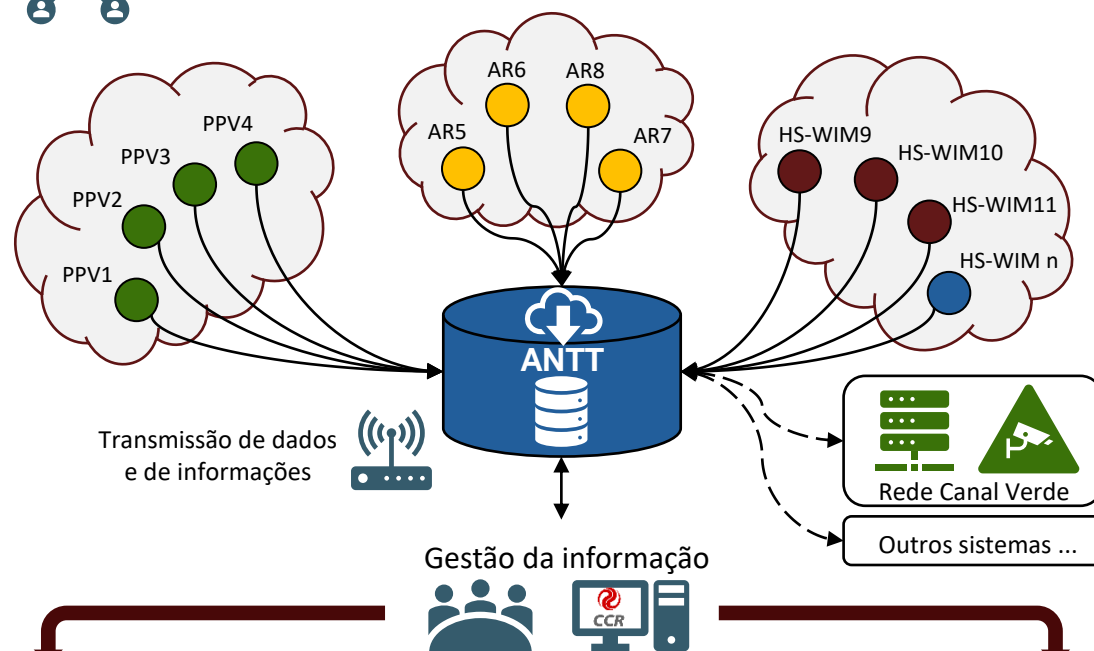 AR6
AR8
PPV4
AR5
AR7
HS-WIM9
PPV3
HS-WIM10
PPV2
HS-WIM11
PPV1
HS-WIM n
ANTT
Transmissão de dados
e de informações
Rede Canal Verde
Outros sistemas ...
Gestão da informação
CCR